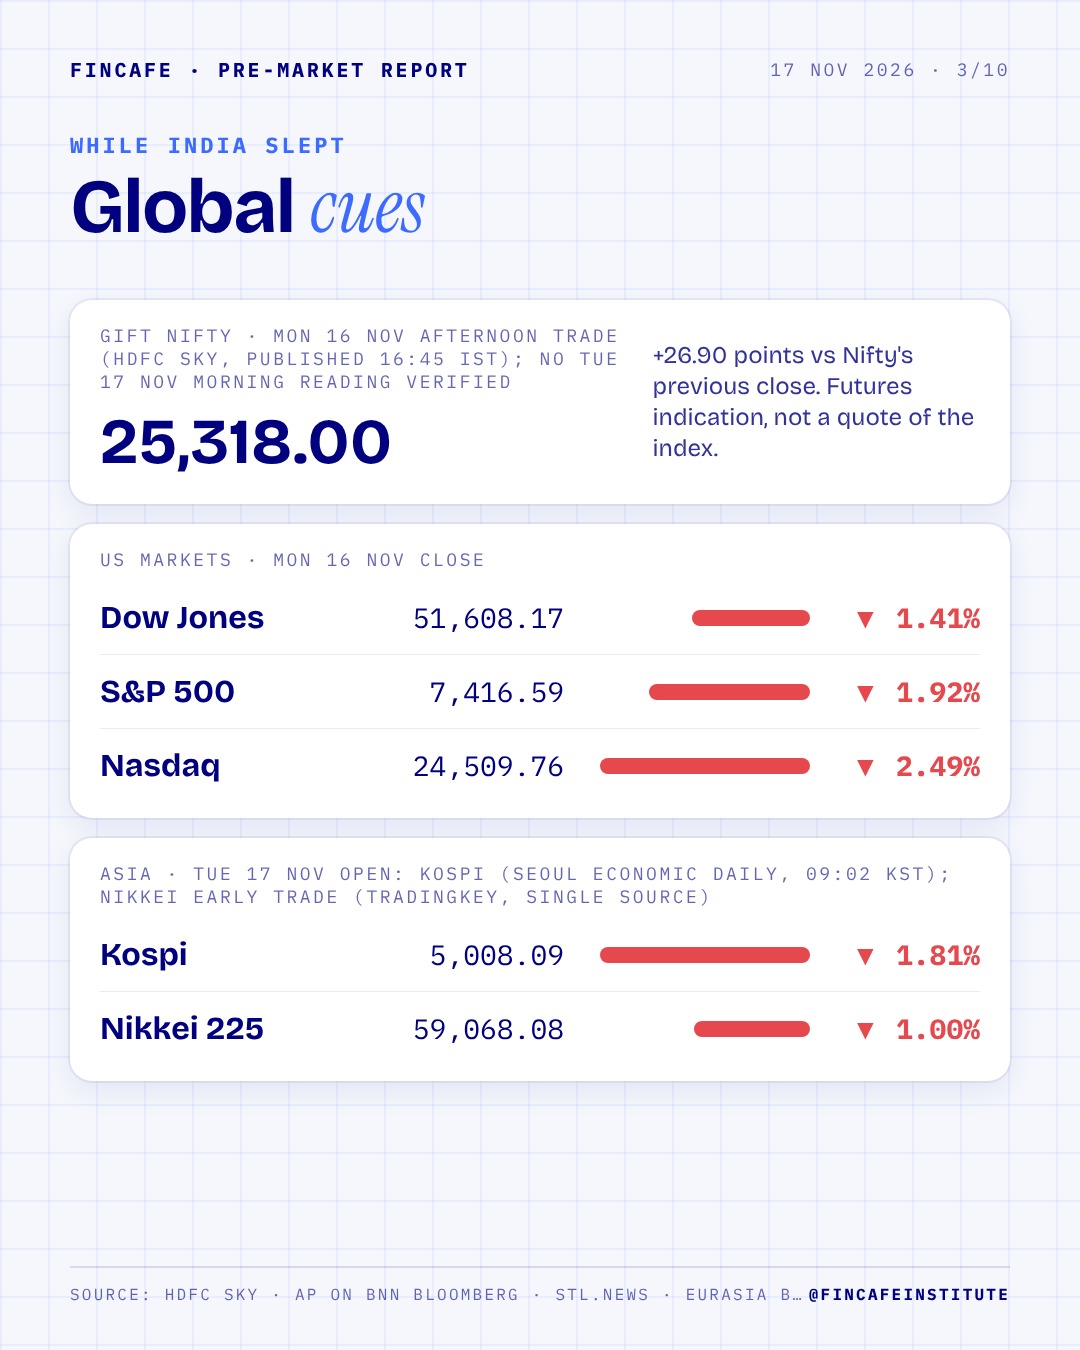 FINCAFE · PRE-MARKET REPORT
17 NOV 2026 · 3/10
WHILE INDIA SLEPT
Global cues
GIFT NIFTY · MON 16 NOV AFTERNOON TRADE
(HDFC SKY, PUBLISHED 16:45 IST); NO TUE
17 NOV MORNING READING VERIFIED
25,318.00
+26.90 points vs Nifty's
previous close. Futures
indication, not a quote of the
index.
US MARKETS · MON 16 NOV CLOSE
Dow Jones 51,608.17 ▼ 1.41%
S&P 500 7,416.59 ▼ 1.92%
Nasdaq 24,509.76 ▼ 2.49%
ASIA · TUE 17 NOV OPEN: KOSPI (SEOUL ECONOMIC DAILY, 09:02 KST);
NIKKEI EARLY TRADE (TRADINGKEY, SINGLE SOURCE)
Kospi 5,008.09 ▼ 1.81%
Nikkei 225 59,068.08 ▼ 1.00%
SOURCE: HDFC SKY · AP ON BNN BLOOMBERG · STL.NEWS · EURASIA B… @FINCAFEINSTITUTE